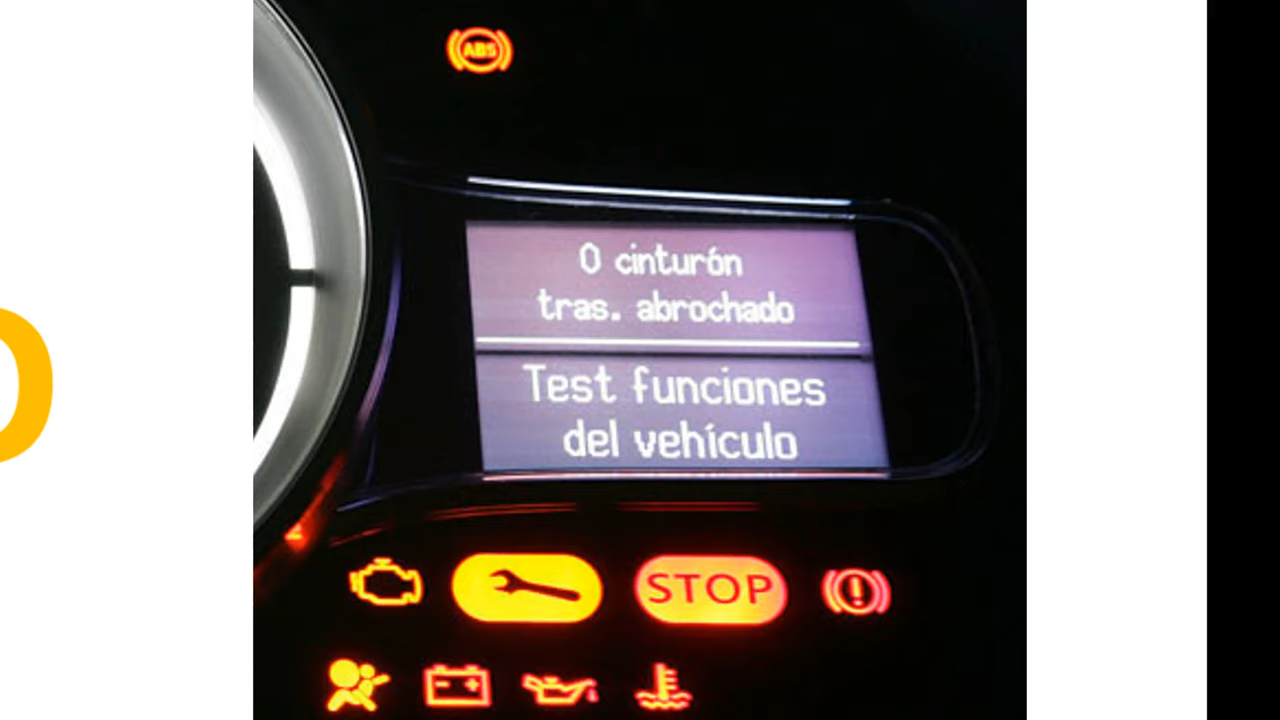 ABS
0 cinturón
tras. abrochado
Test funciones
del vehículo
STOP